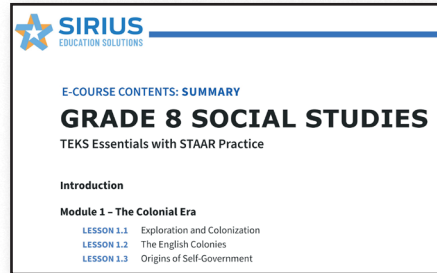 SIRIUS
EDUCATION SOLUTIONS
E-COURSE CONTENTS: SUMMARY
GRADE 8 SOCIAL STUDIES
TEKS Essentials with STAAR Practice
Introduction
Module 1 – The Colonial Era
LESSON 1.1 Exploration and Colonization
LESSON 1.2 The English Colonies
LESSON 1.3 Origins of Self-Government